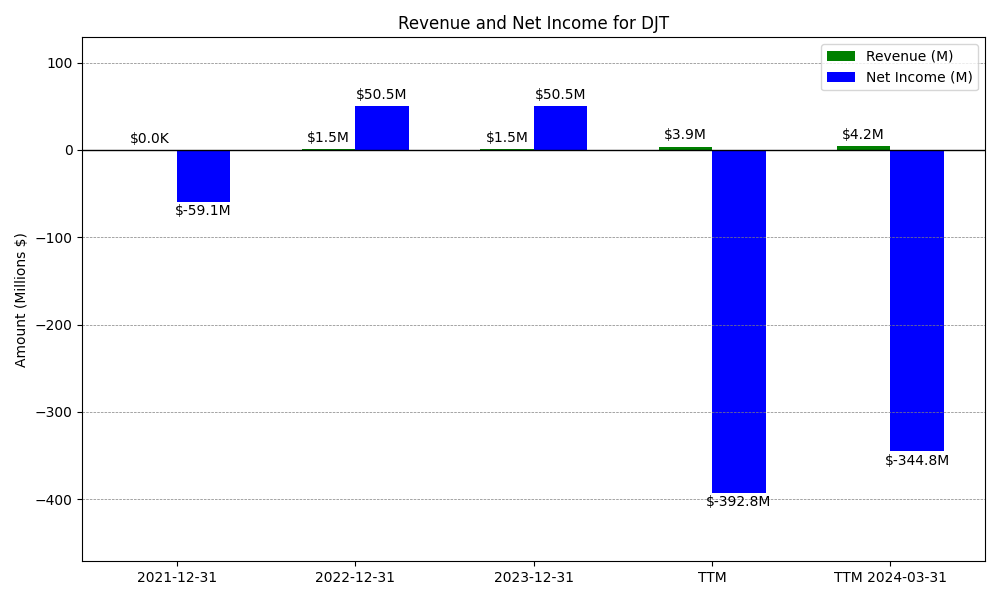 Revenue and Net Income for DJT
Revenue (M)
Net Income (M)
Amount (Millions $)
100
0
−100
−200
−300
−400
$0.0K
$-59.1M
$1.5M
$50.5M
$1.5M
$50.5M
$3.9M
$-392.8M
$4.2M
$-344.8M
2021-12-31
2022-12-31
2023-12-31
TTM
TTM 2024-03-31